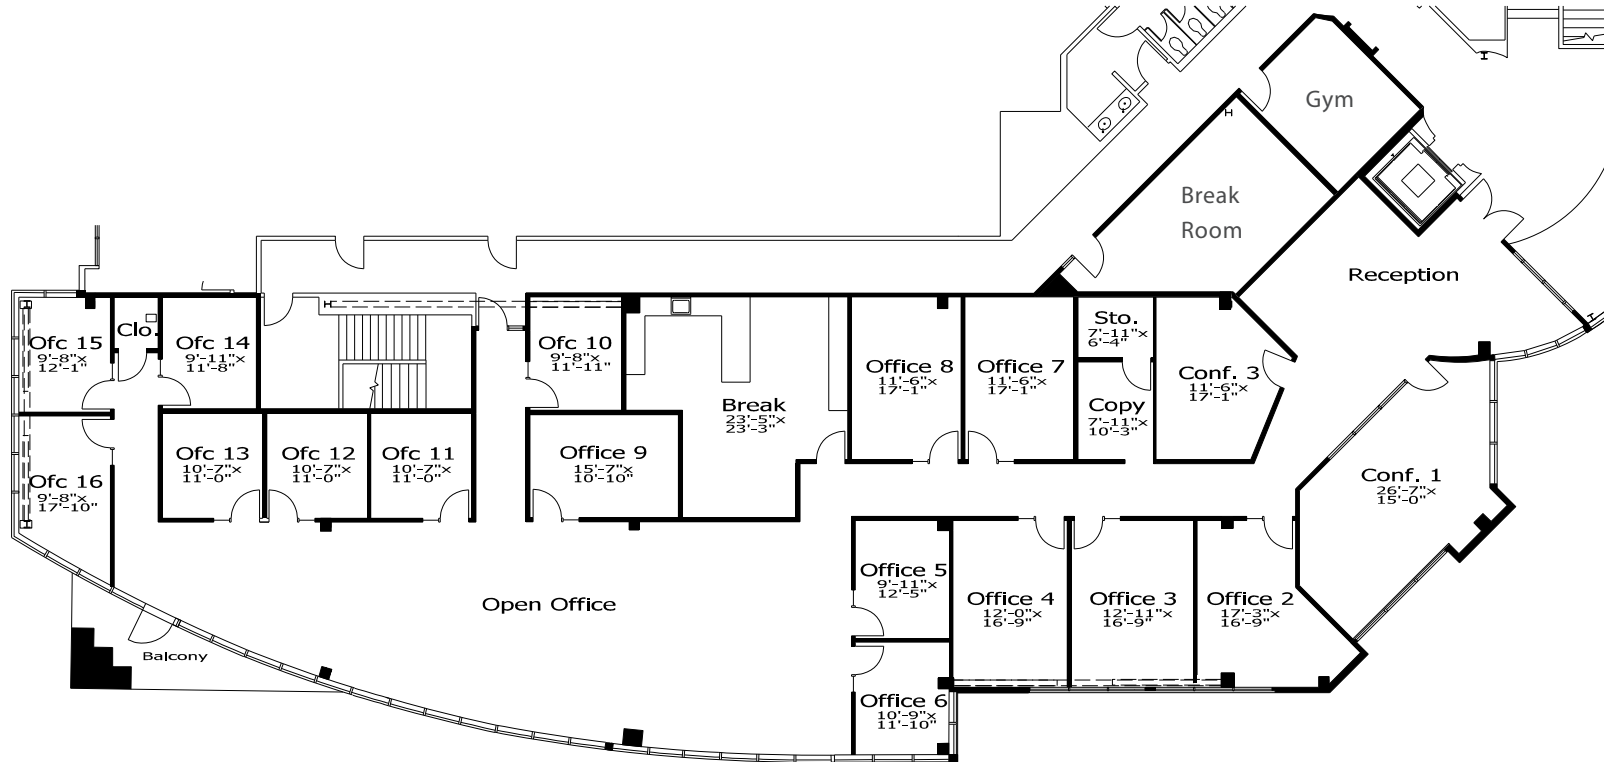 Gym
Break
Room
Reception
Ofc 15
9'-8"x
12'-1"
Clo.
Ofc 14
9'-11"x
11'-8"
Ofc 10
9'-8"x
11'-11"
Break
23'-5"x
23'-3"
Office 8
11'-6"x
17'-1"
Office 7
11'-6"x
17'-1"
Sto.
7'-11"x
6'-4"
Copy
7'-11"x
10'-3"
Conf. 3
11'-6"x
17'-1"
Ofc 16
9'-8"x
17'-10"
Ofc 13
10'-7"x
11'-0"
Ofc 12
10'-7"x
11'-0"
Ofc 11
10'-7"x
11'-0"
Office 9
15'-7"x
10'-10"
Conf. 1
26'-7"x
15'-0"
Open Office
Office 5
9'-11"x
12'-5"
Office 4
12'-0"x
16'-9"
Office 3
12'-11"x
16'-9"
Office 2
17'-3"x
16'-9"
Balcony
Office 6
10'-9"x
11'-10"